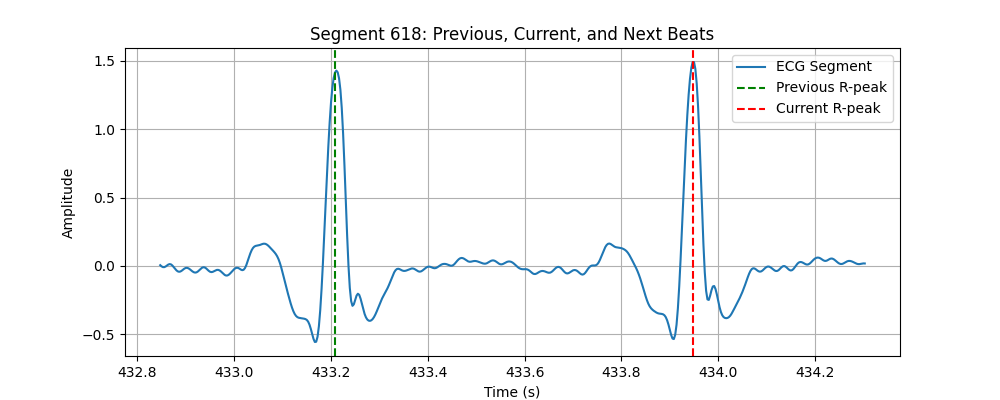 Segment 618: Previous, Current, and Next Beats
ECG Segment
Previous R-peak
Current R-peak
1.5
1.0
0.5
0.0
−0.5
Amplitude
432.8 433.0 433.2 433.4 433.6 433.8 434.0 434.2
Time (s)